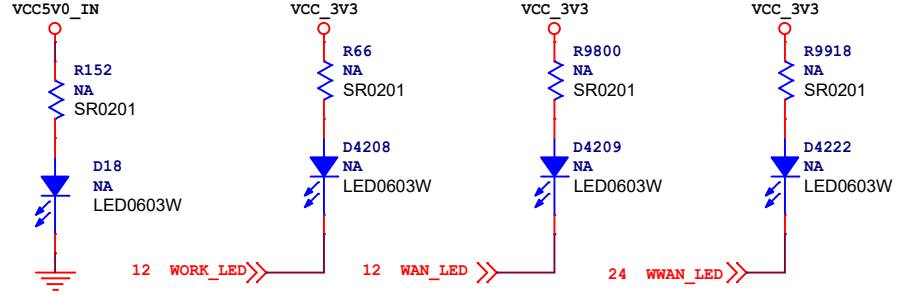 VCC5V0_IN
R152
NA
SR0201
D18
NA
LED0603W
VCC_3V3
R66
NA
SR0201
D4208
NA
LED0603W
12 WORK_LED
VCC_3V3
R9800
NA
SR0201
D4209
NA
LED0603W
12 WAN_LED
VCC_3V3
R9918
NA
SR0201
D4222
NA
LED0603W
24 WWAN_LED